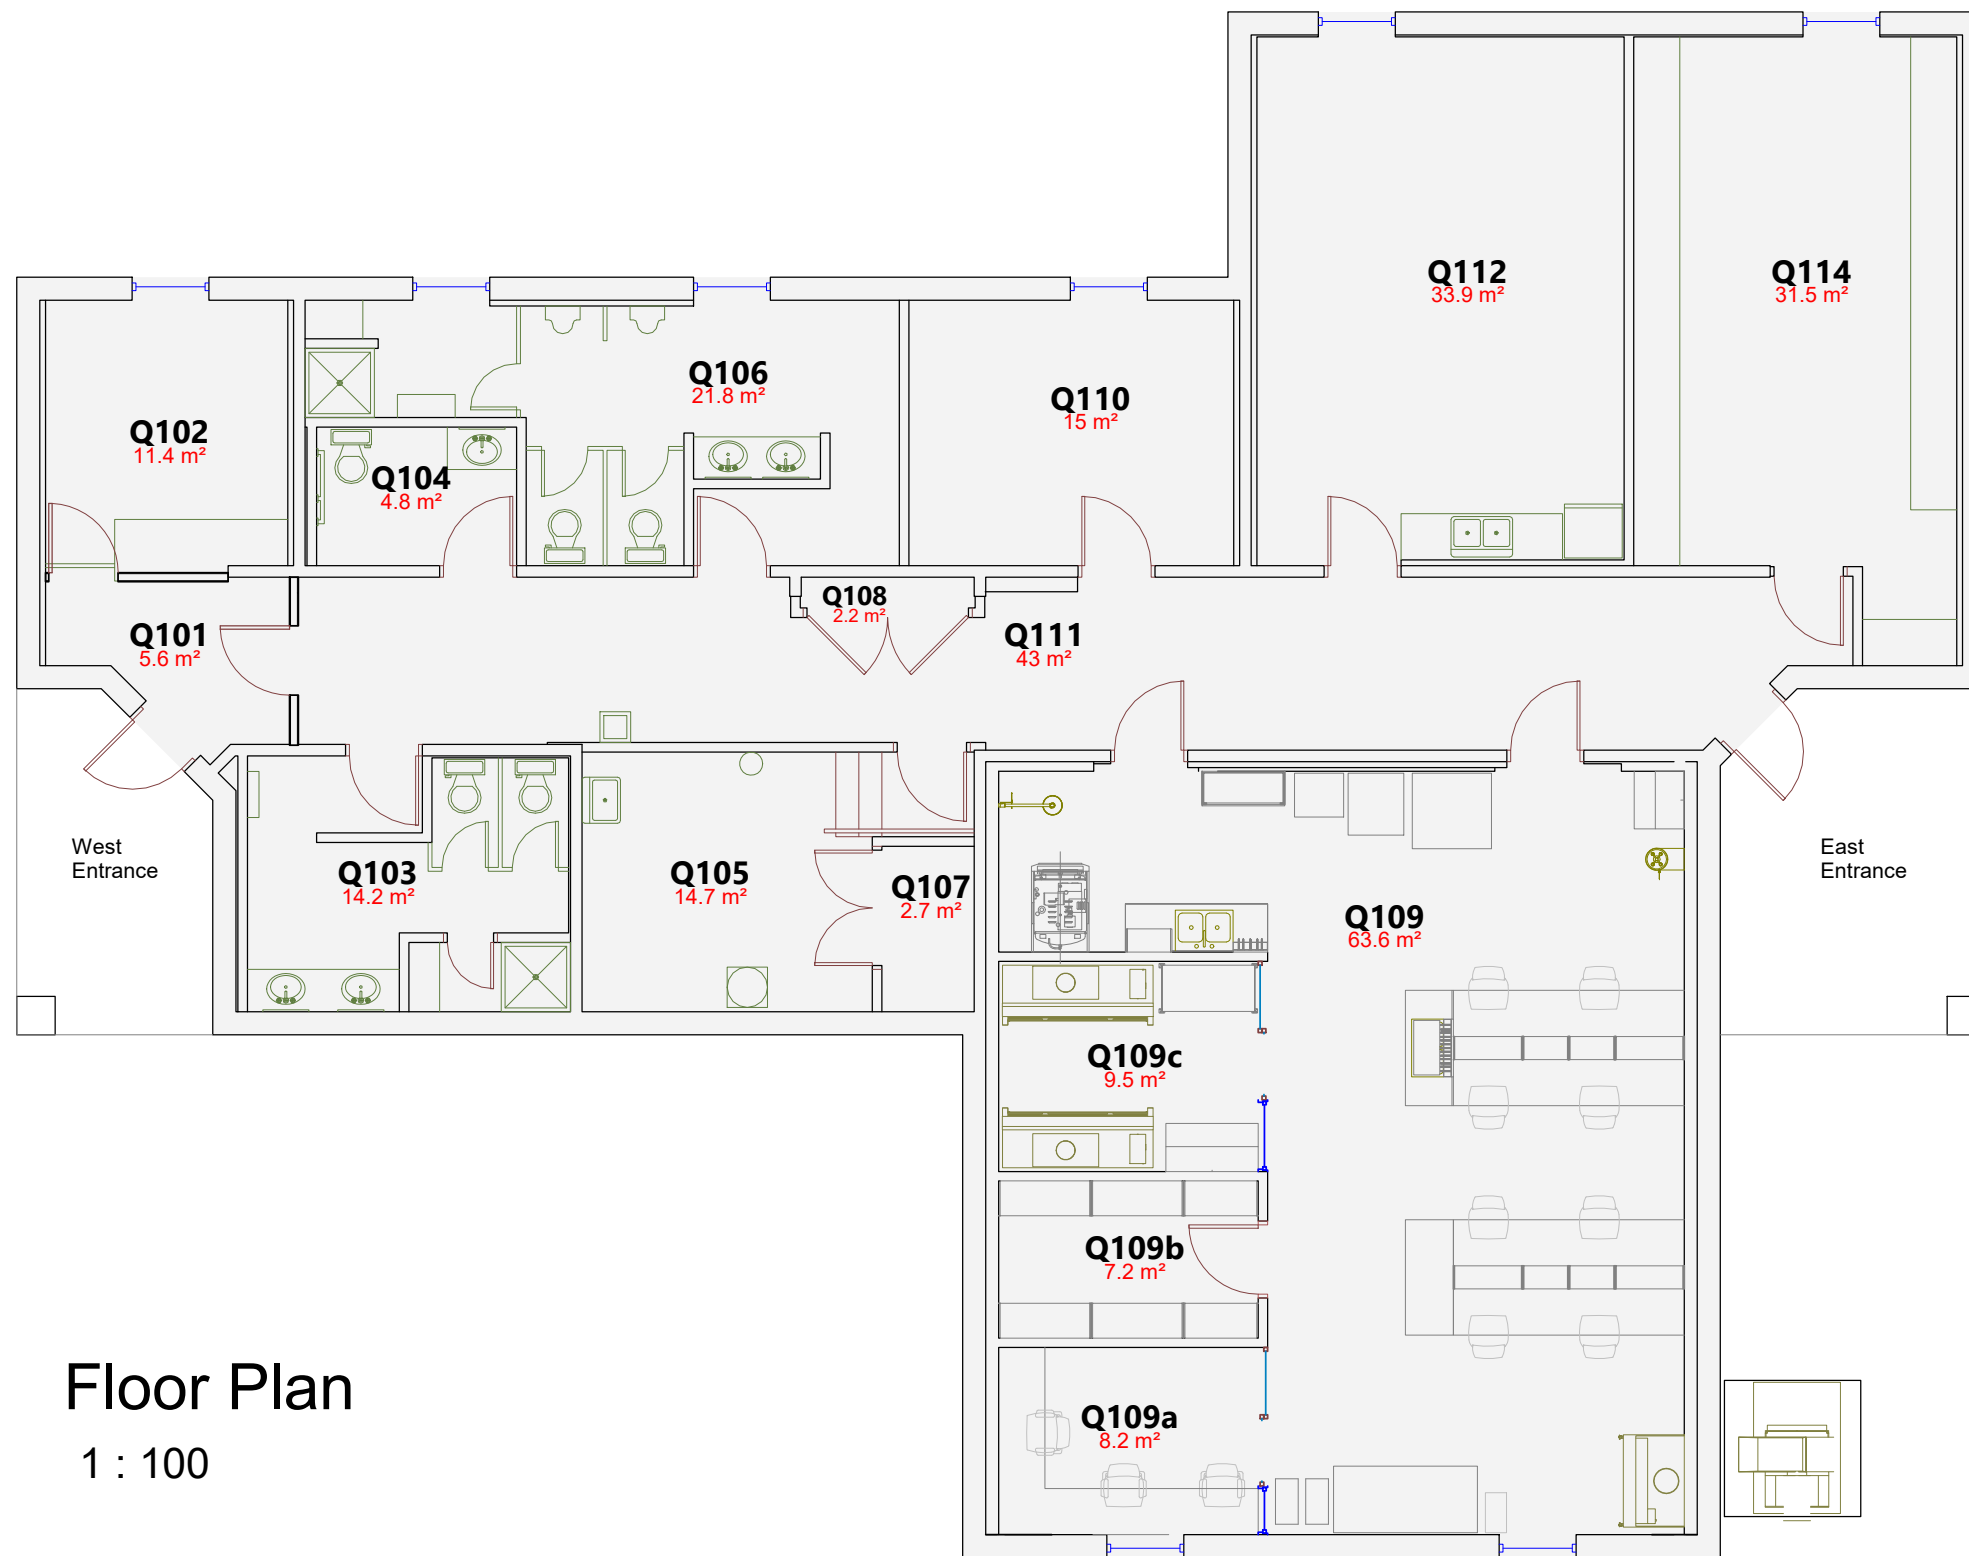 Q112
33.9 m²
Q114
31.5 m²
Q106
21.8 m²
Q110
15 m²
Q102
11.4 m²
Q104
4.8 m²
Q108
2.2 m²
Q101
5.6 m²
Q111
43 m²
West
Entrance
Q103
14.2 m²
Q105
14.7 m²
Q107
2.7 m²
Q109
63.6 m²
East
Entrance
Q109c
9.5 m²
Q109b
7.2 m²
Q109a
8.2 m²
Floor Plan
1 : 100